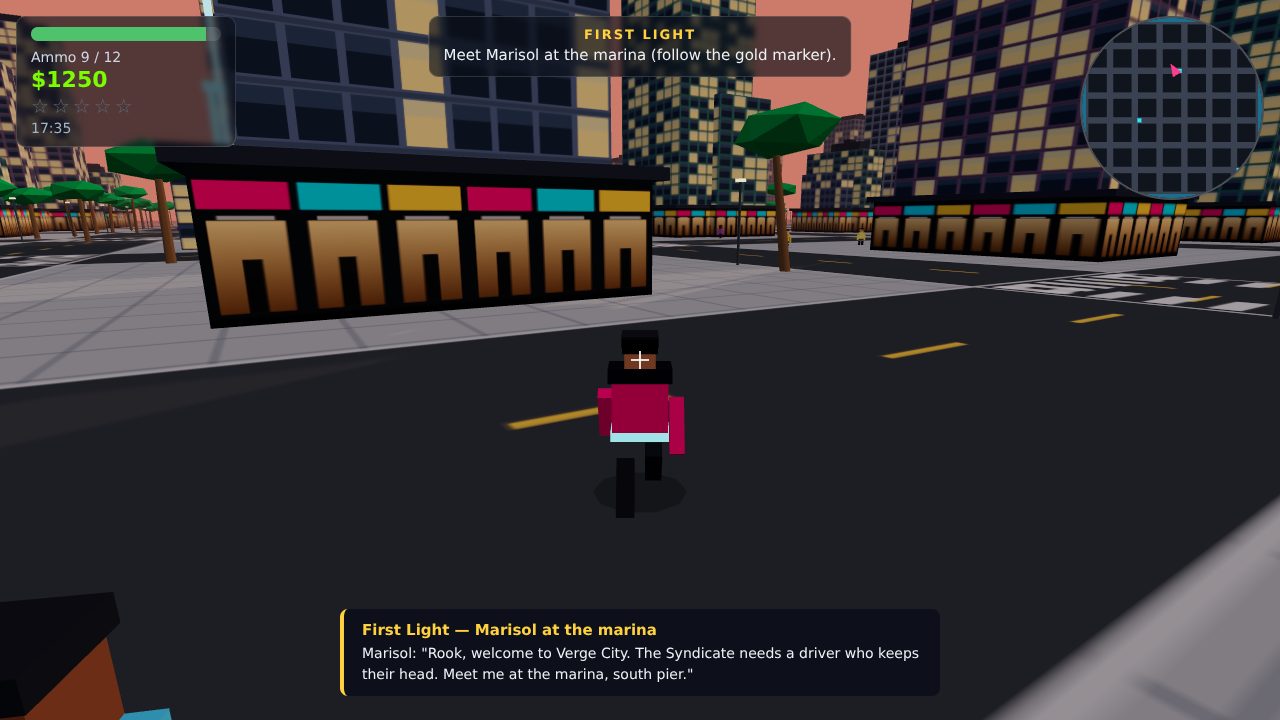 Ammo 9 / 12
$1250
☆☆☆☆☆
17:35
FIRST LIGHT
Meet Marisol at the marina (follow the gold marker).
First Light — Marisol at the marina
Marisol: "Rook, welcome to Verge City. The Syndicate needs a driver who keeps
their head. Meet me at the marina, south pier."